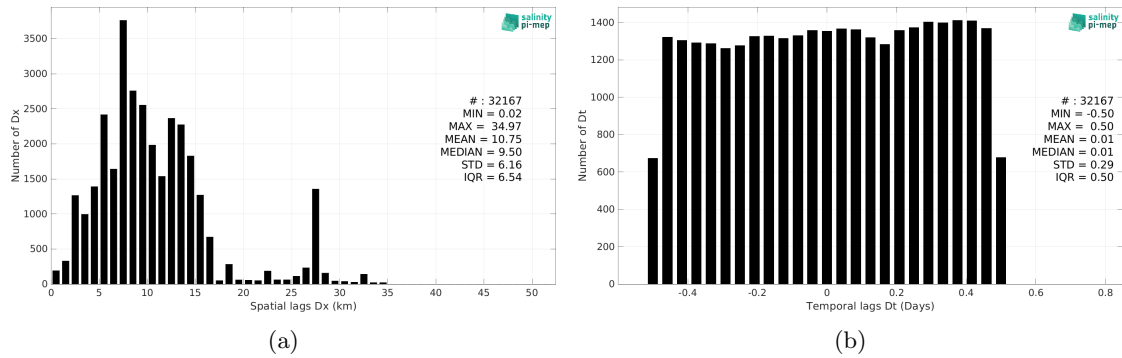 3500
3000
2500
2000
1500
1000
500
0
Number of Dx
0 5 10 15 20 25 30 35 40 45 50
Spatial lags Dx (km)
salinity
pi-mep
# : 32167
MIN = 0.02
MAX = 34.97
MEAN = 10.75
MEDIAN = 9.50
STD = 6.16
IQR = 6.54
(a)
1400
1200
1000
800
600
400
200
0
Number of Dt
-0.4 -0.2 0 0.2 0.4 0.6 0.8
Temporal lags Dt (Days)
salinity
pi-mep
# : 32167
MIN = -0.50
MAX = 0.50
MEAN = 0.01
MEDIAN = 0.01
STD = 0.29
IQR = 0.50
(b)